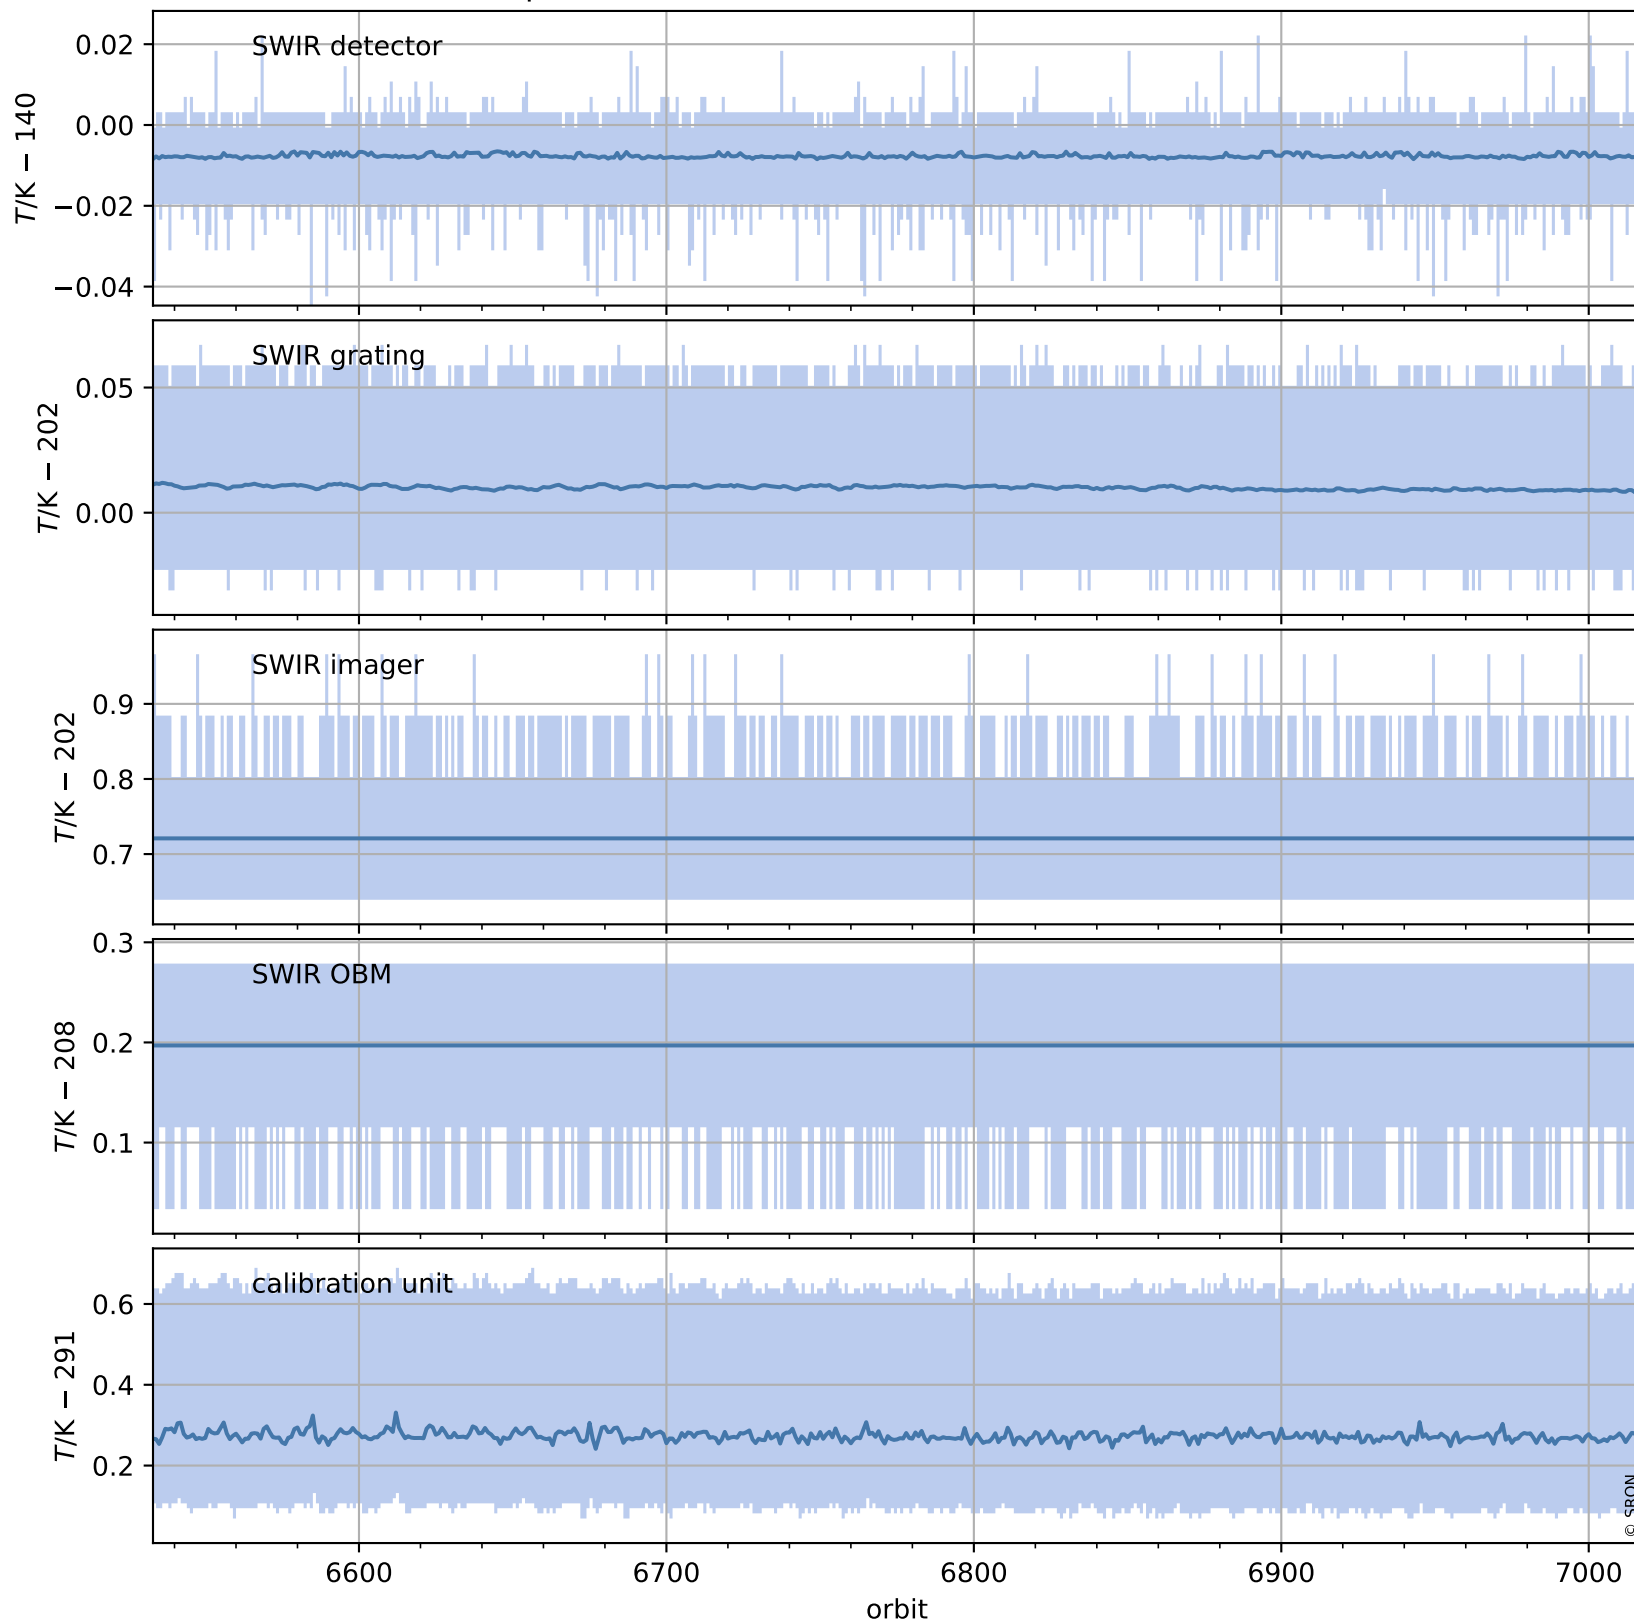 SWIR detector
0.02
0.00
−0.02
−0.04
T/K − 140
SWIR grating
0.05
0.00
T/K − 202
SWIR imager
0.9
0.8
0.7
T/K − 202
SWIR OBM
0.3
0.2
0.1
T/K − 208
calibration unit
0.6
0.4
0.2
T/K − 291
© SRON
6600 6700 6800 6900 7000
orbit